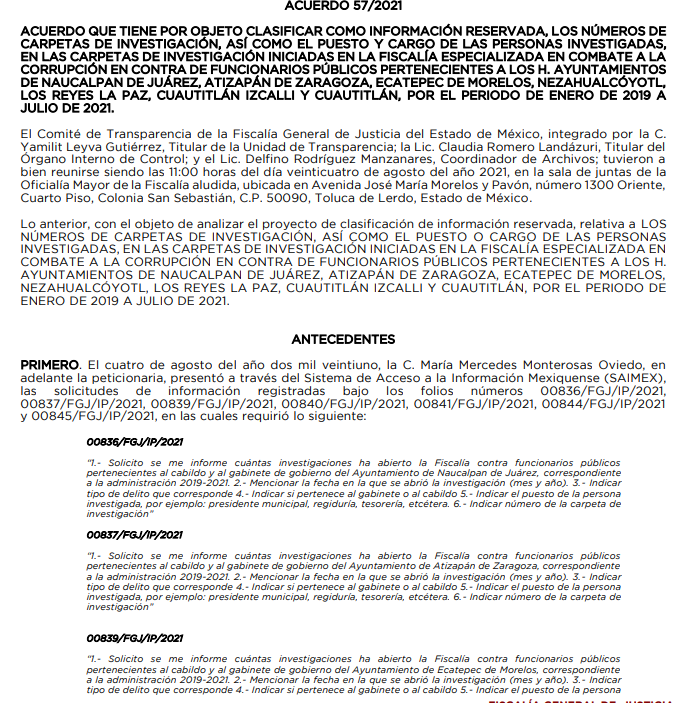 ACUERDO 57/2021
ACUERDO QUE TIENE POR OBJETO CLASIFICAR COMO INFORMACIÓN RESERVADA, LOS NÚMEROS DE
CARPETAS DE INVESTIGACIÓN, ASÍ COMO EL PUESTO Y CARGO DE LAS PERSONAS INVESTIGADAS,
EN LAS CARPETAS DE INVESTIGACIÓN INICIADAS EN LA FISCALÍA ESPECIALIZADA EN COMBATE A LA
CORRUPCIÓN EN CONTRA DE FUNCIONARIOS PÚBLICOS PERTENECIENTES A LOS H. AYUNTAMIENTOS
DE NAUCALPAN DE JUÁREZ, ATIZAPÁN DE ZARAGOZA, ECATEPEC DE MORELOS, NEZAHUALCÓYOTL,
LOS REYES LA PAZ, CUAUTITLÁN IZCALLI Y CUAUTITLÁN, POR EL PERIODO DE ENERO DE 2019 A
JULIO DE 2021.
El Comité de Transparencia de la Fiscalía General de Justicia del Estado de México, integrado por la C.
Yamilit Leyva Gutiérrez, Titular de la Unidad de Transparencia; la Lic. Claudia Romero Landázuri, Titular del
Órgano Interno de Control; y el Lic. Delfino Rodríguez Manzanares, Coordinador de Archivos; tuvieron a
bien reunirse siendo las 11:00 horas del día veinticuatro de agosto del año 2021, en la sala de juntas de la
Oficialía Mayor de la Fiscalía aludida, ubicada en Avenida José María Morelos y Pavón, número 1300 Oriente,
Cuarto Piso, Colonia San Sebastián, C.P. 50090, Toluca de Lerdo, Estado de México.
Lo anterior, con el objeto de analizar el proyecto de clasificación de información reservada, relativa a LOS
NÚMEROS DE CARPETAS DE INVESTIGACIÓN, ASÍ COMO EL PUESTO O CARGO DE LAS PERSONAS
INVESTIGADAS, EN LAS CARPETAS DE INVESTIGACIÓN INICIADAS EN LA FISCALÍA ESPECIALIZADA EN
COMBATE A LA CORRUPCIÓN EN CONTRA DE FUNCIONARIOS PÚBLICOS PERTENECIENTES A LOS H.
AYUNTAMIENTOS DE NAUCALPAN DE JUÁREZ, ATIZAPÁN DE ZARAGOZA, ECATEPEC DE MORELOS,
NEZAHUALCÓYOTL, LOS REYES LA PAZ, CUAUTITLÁN IZCALLI Y CUAUTITLÁN, POR EL PERIODO DE
ENERO DE 2019 A JULIO DE 2021.
ANTECEDENTES
PRIMERO. El cuatro de agosto del año dos mil veintiuno, la C. María Mercedes Monterosas Oviedo, en
adelante la peticionaria, presentó a través del Sistema de Acceso a la Información Mexiquense (SAIMEX),
las solicitudes de información registradas bajo los folios números 00836/FGJ/IP/2021,
00837/FGJ/IP/2021, 00839/FGJ/IP/2021, 00840/FGJ/IP/2021, 00841/FGJ/IP/2021, 00844/FGJ/IP/2021
y 00845/FGJ/IP/2021, en las cuales requirió lo siguiente:
00836/FGJ/IP/2021
"1.- Solicito se me informe cuántas investigaciones ha abierto la Fiscalía contra funcionarios públicos
pertenecientes al cabildo y al gabinete de gobierno del Ayuntamiento de Naucalpan de Juárez, correspondiente
a la administración 2019-2021. 2.- Mencionar la fecha en la que se abrió la investigación (mes y año). 3.- Indicar
tipo de delito que corresponde 4.- Indicar si pertenece al gabinete o al cabildo 5.- Indicar el puesto de la persona
investigada, por ejemplo: presidente municipal, regiduría, tesorería, etcétera. 6.- Indicar número de la carpeta de
investigación"
00837/FGJ/IP/2021
"1.- Solicito se me informe cuántas investigaciones ha abierto la Fiscalía contra funcionarios públicos
pertenecientes al cabildo y al gabinete de gobierno del Ayuntamiento de Atizapán de Zaragoza, correspondiente
a la administración 2019-2021. 2.- Mencionar la fecha en la que se abrió la investigación (mes y año). 3.- Indicar
tipo de delito que corresponde 4.- Indicar si pertenece al gabinete o al cabildo 5.- Indicar el puesto de la persona
investigada, por ejemplo: presidente municipal, regiduría, tesorería, etcétera. 6.- Indicar número de la carpeta de
investigación"
00839/FGJ/IP/2021
"1.- Solicito se me informe cuántas investigaciones ha abierto la Fiscalía contra funcionarios públicos
pertenecientes al cabildo y al gabinete de gobierno del Ayuntamiento de Ecatepec de Morelos, correspondiente
a la administración 2019-2021. 2.- Mencionar la fecha en la que se abrió la investigación (mes y año). 3.- Indicar
tipo de delito que corresponde 4.- Indicar si pertenece al gabinete o al cabildo 5.- Indicar el puesto de la persona
FISCALÍA GENERAL DE JUSTICIA